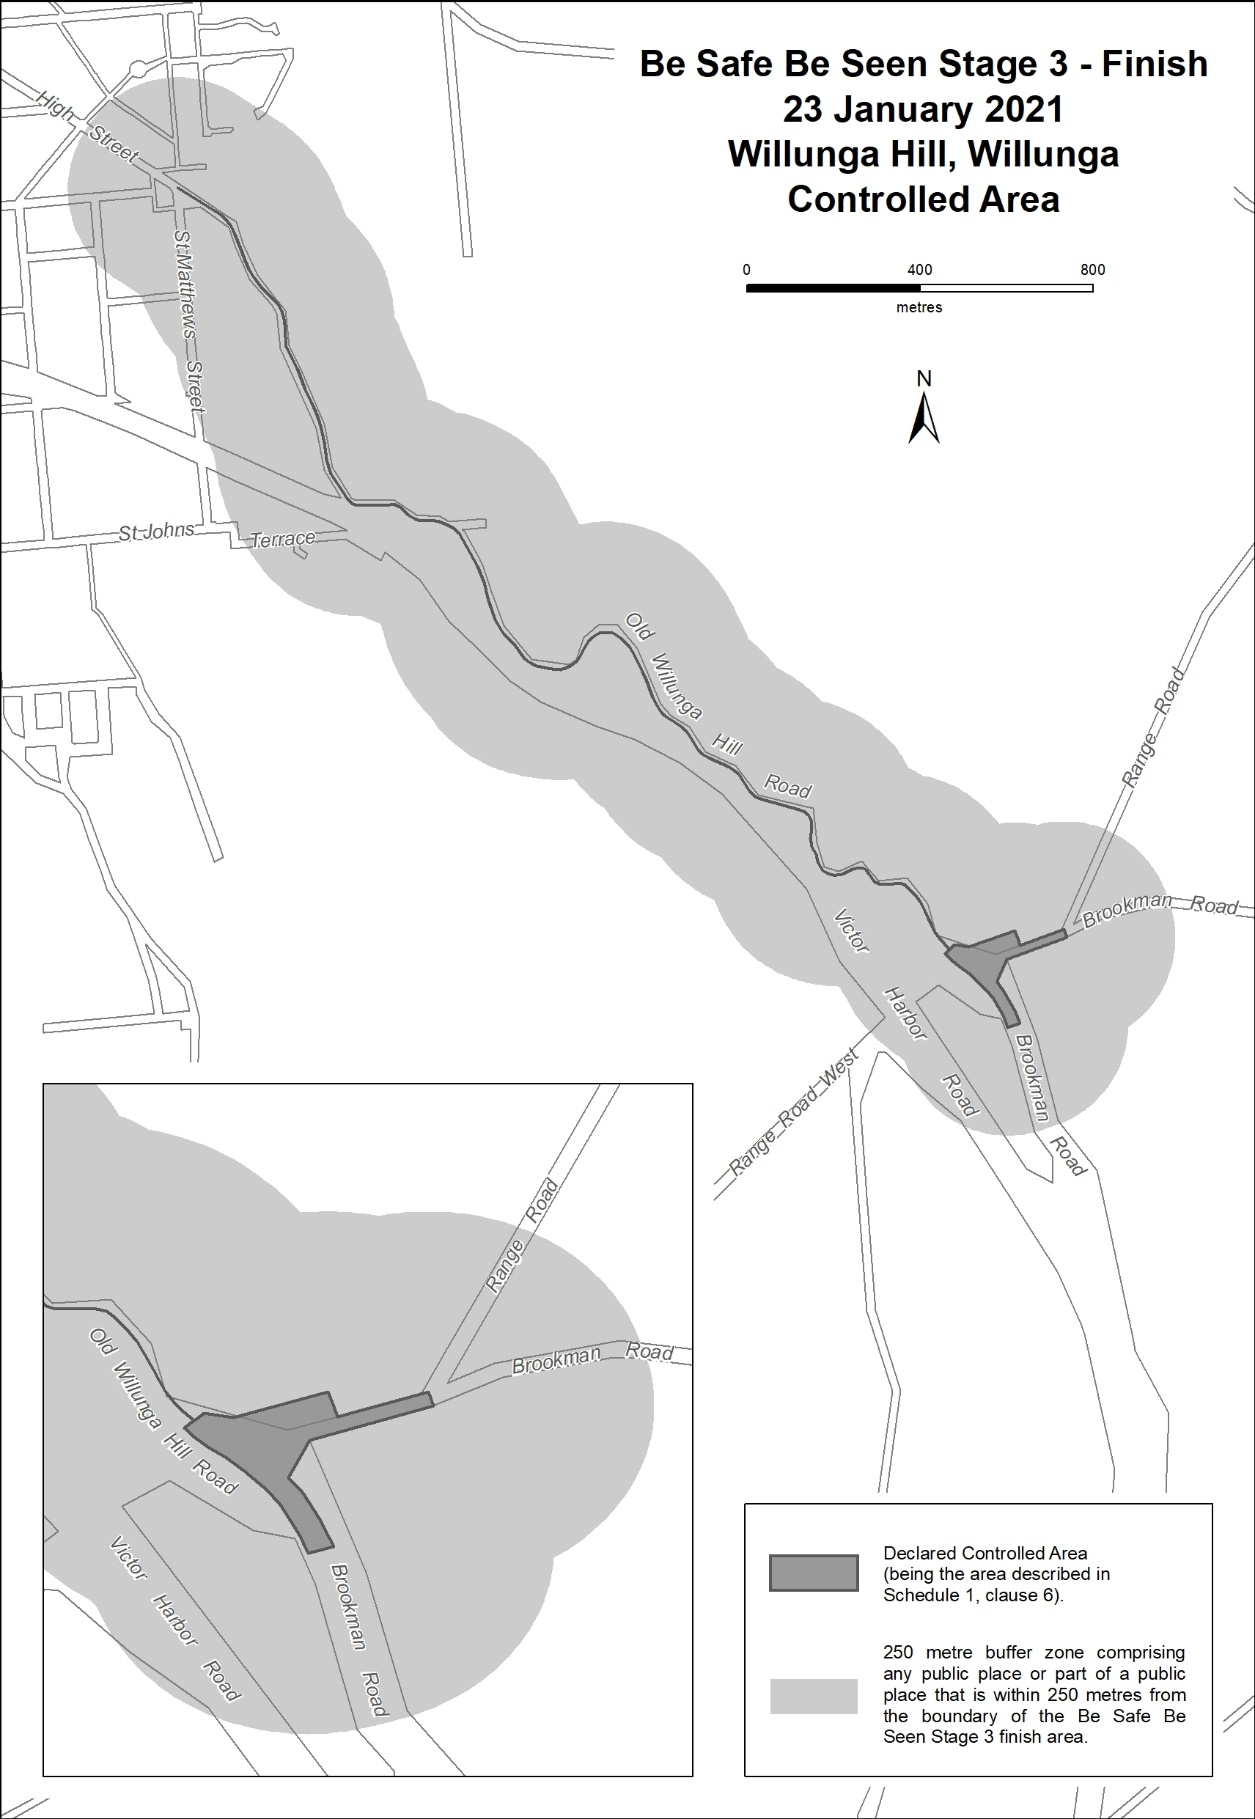 Be Safe Be Seen Stage 3 - Finish
23 January 2021
Willunga Hill, Willunga
Controlled Area
0 400 800
metres
N
High Street
St Matthews Street
St Johns Terrace
Old Willunga Hill Road
Range Road
Brookman Road
Victor Harbor Road
Brookman Road
Range Road West
Range Road
Brookman Road
Old Willunga Hill Road
Victor Harbor Road
Brookman Road
Declared Controlled Area
(being the area described in
Schedule 1, clause 6).
250 metre buffer zone comprising
any public place or part of a public
place that is within 250 metres from
the boundary of the Be Safe Be
Seen Stage 3 finish area.